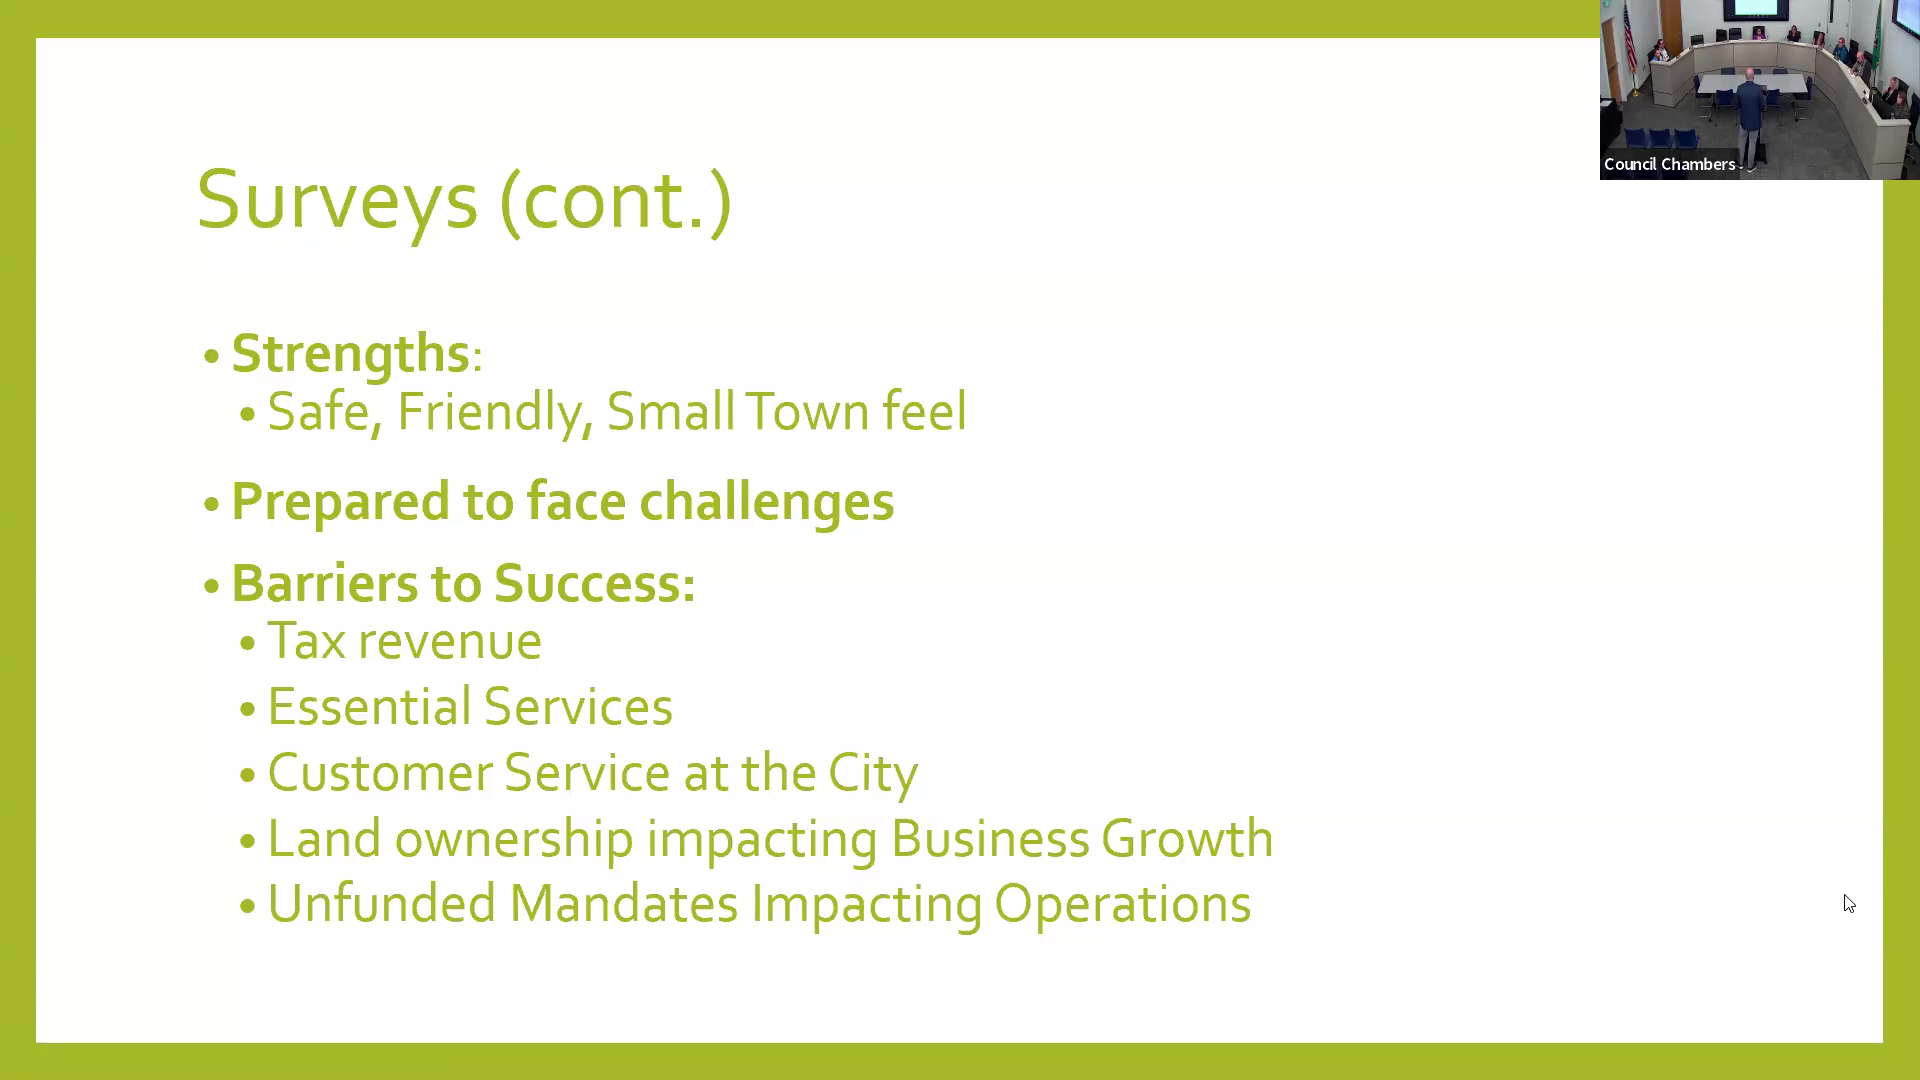 Council Chambers
Surveys (cont.)
• Strengths:
• Safe, Friendly, Small Town feel
• Prepared to face challenges
• Barriers to Success:
• Tax revenue
• Essential Services
• Customer Service at the City
• Land ownership impacting Business Growth
• Unfunded Mandates Impacting Operations